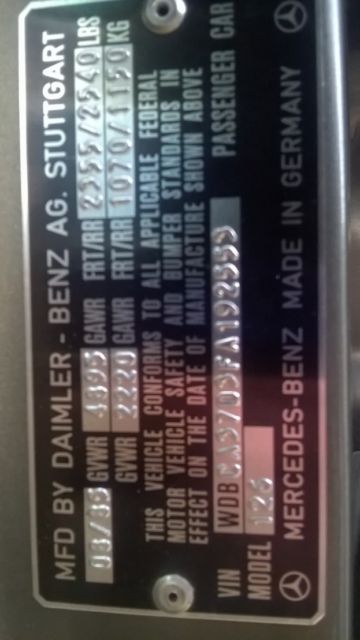 MFD BY DAIMLER - BENZ AG. STUTTGART
08/85 GVWR 4895 GAWR FRT/RR 2355/2540 LBS
GVWR 2220 GAWR FRT/RR 1070/1150 KG
THIS VEHICLE CONFORMS TO ALL APPLICABLE FEDERAL
MOTOR VEHICLE SAFETY AND BUMPER STANDARDS IN
EFFECT ON THE DATE OF MANUFACTURE SHOWN ABOVE
VIN PASSENGER CAR
MODEL 126
MERCEDES-BENZ MADE IN GERMANY